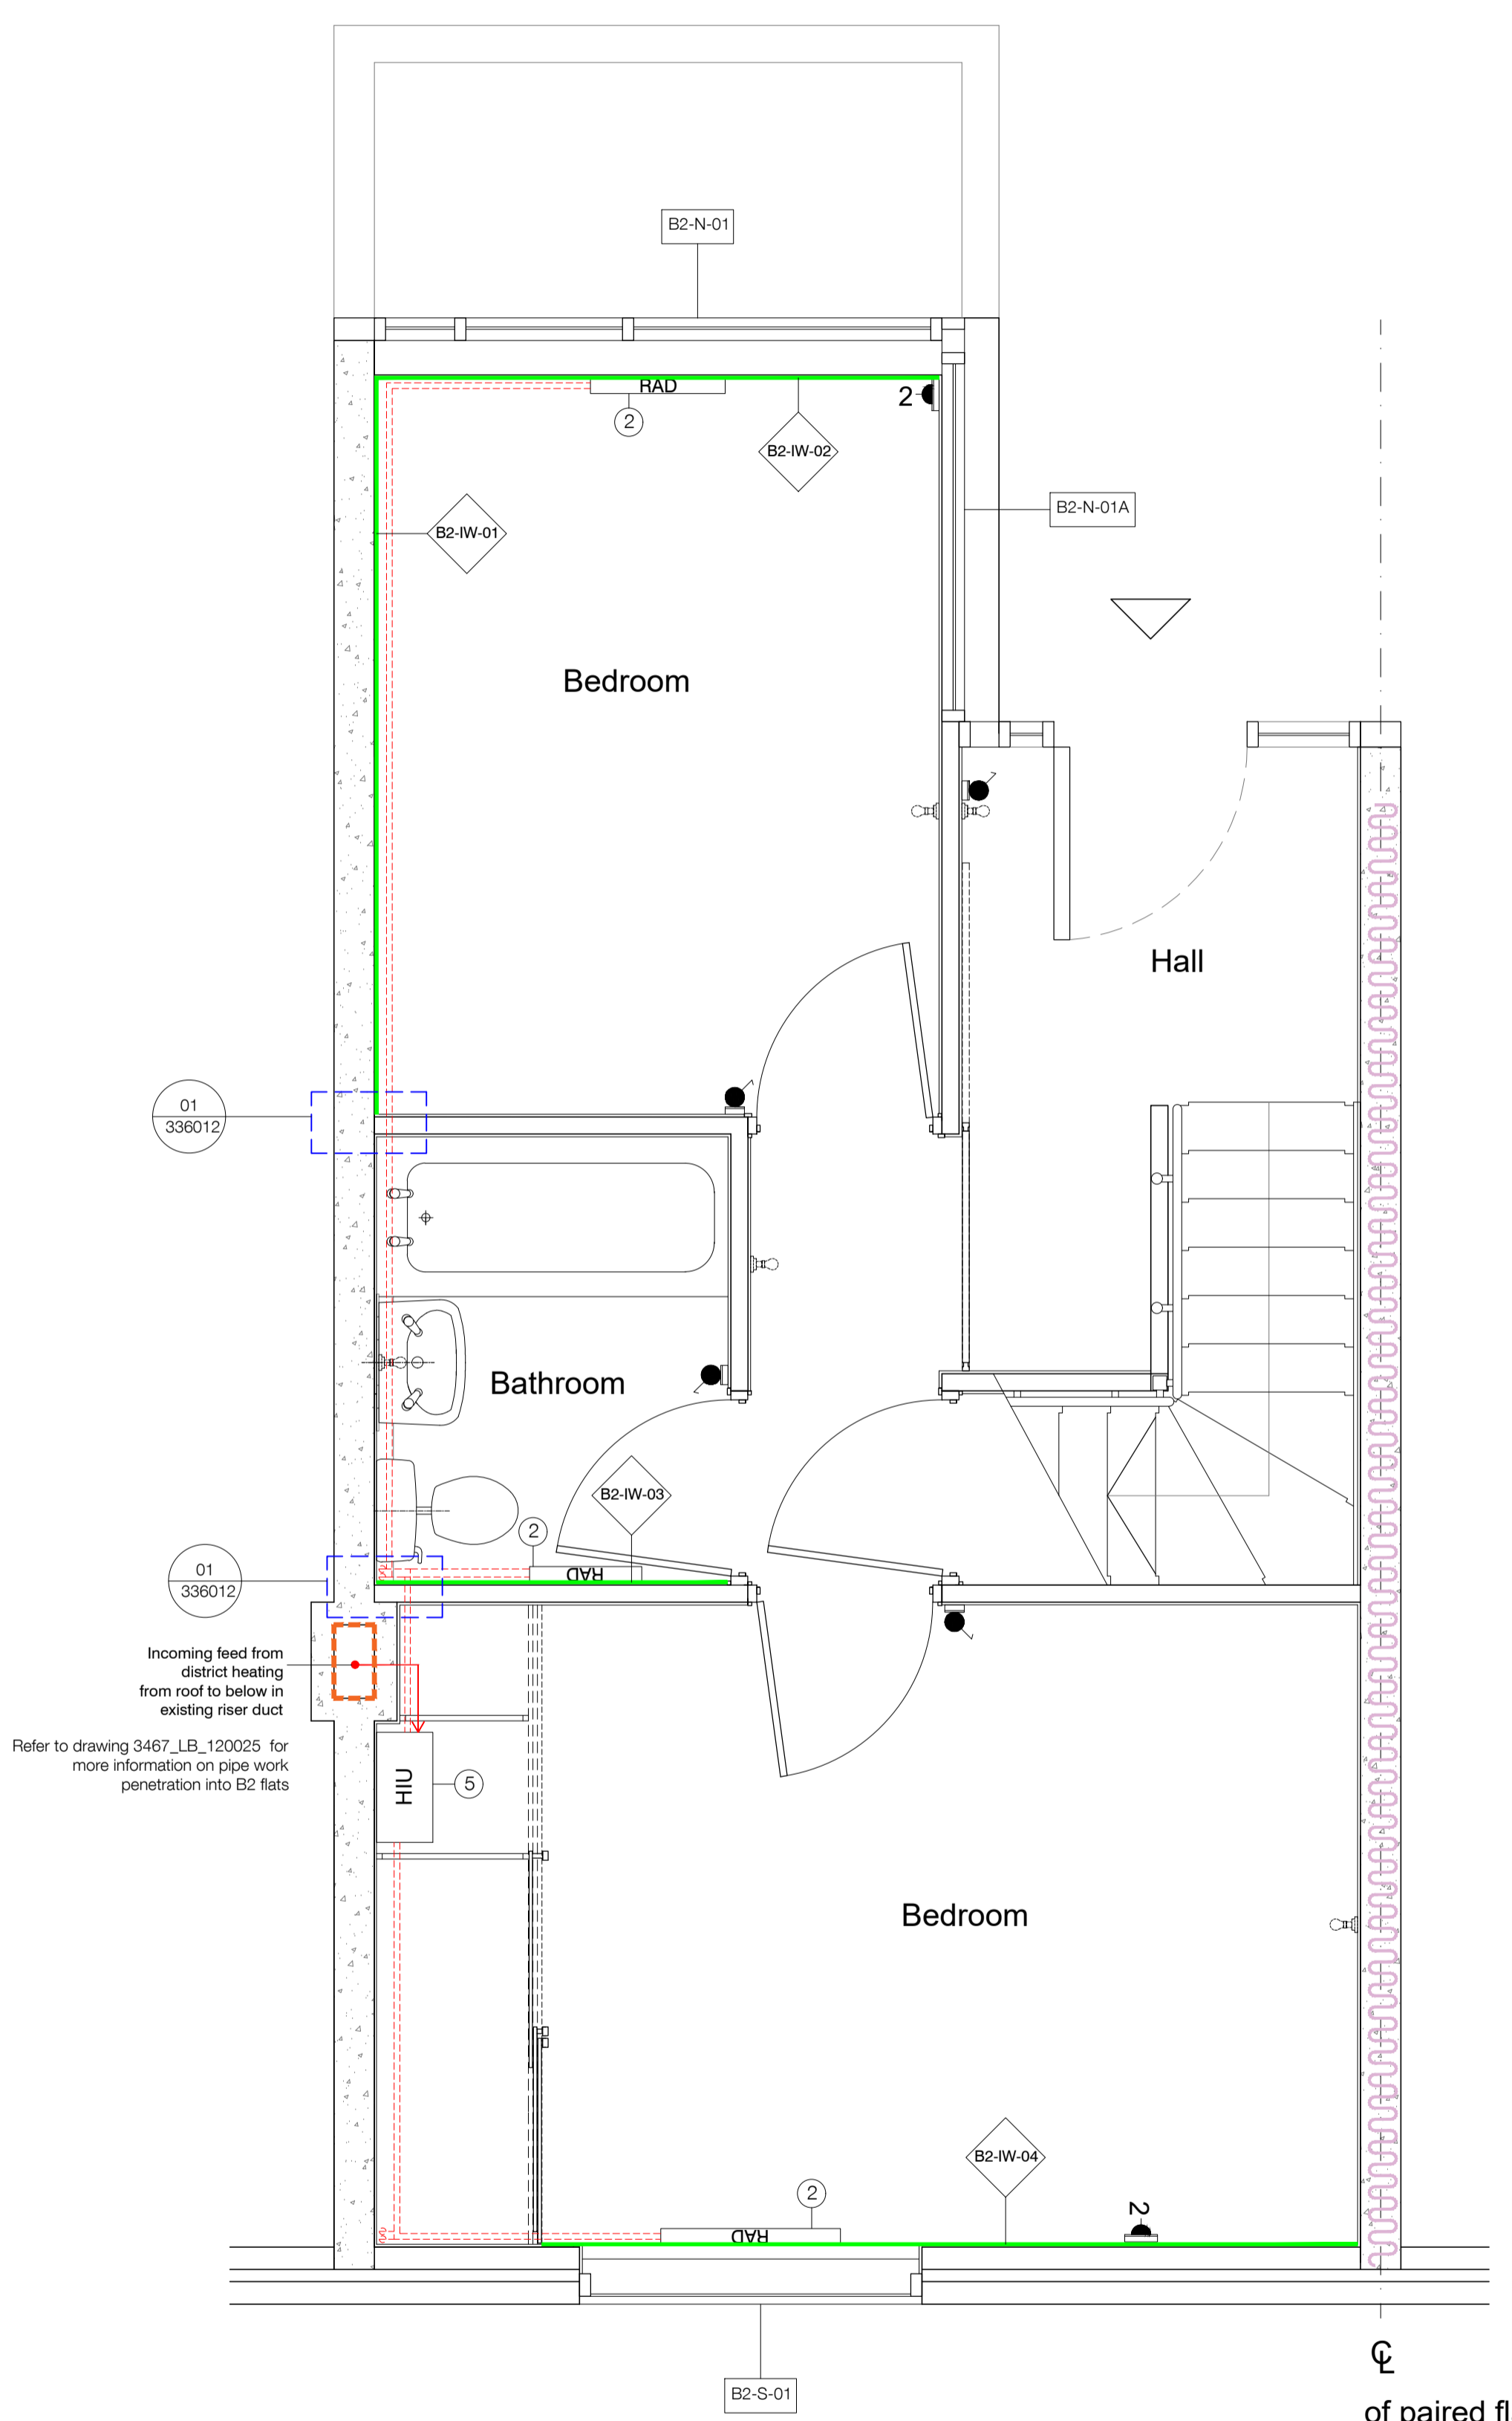 B2-N-01
RAD
2
2
B2-IW-02
B2-IW-01
B2-N-01A
Bedroom
Hall
01
336012
Bathroom
B2-IW-03
2
RAD
01
336012
Incoming feed from
district heating
from roof to below in
existing riser duct
Refer to drawing 3467_LB_120025 for
more information on pipe work
penetration into B2 flats
HIU
5
Bedroom
B2-IW-04
2
2
RAD
B2-S-01
℄
of paired fl